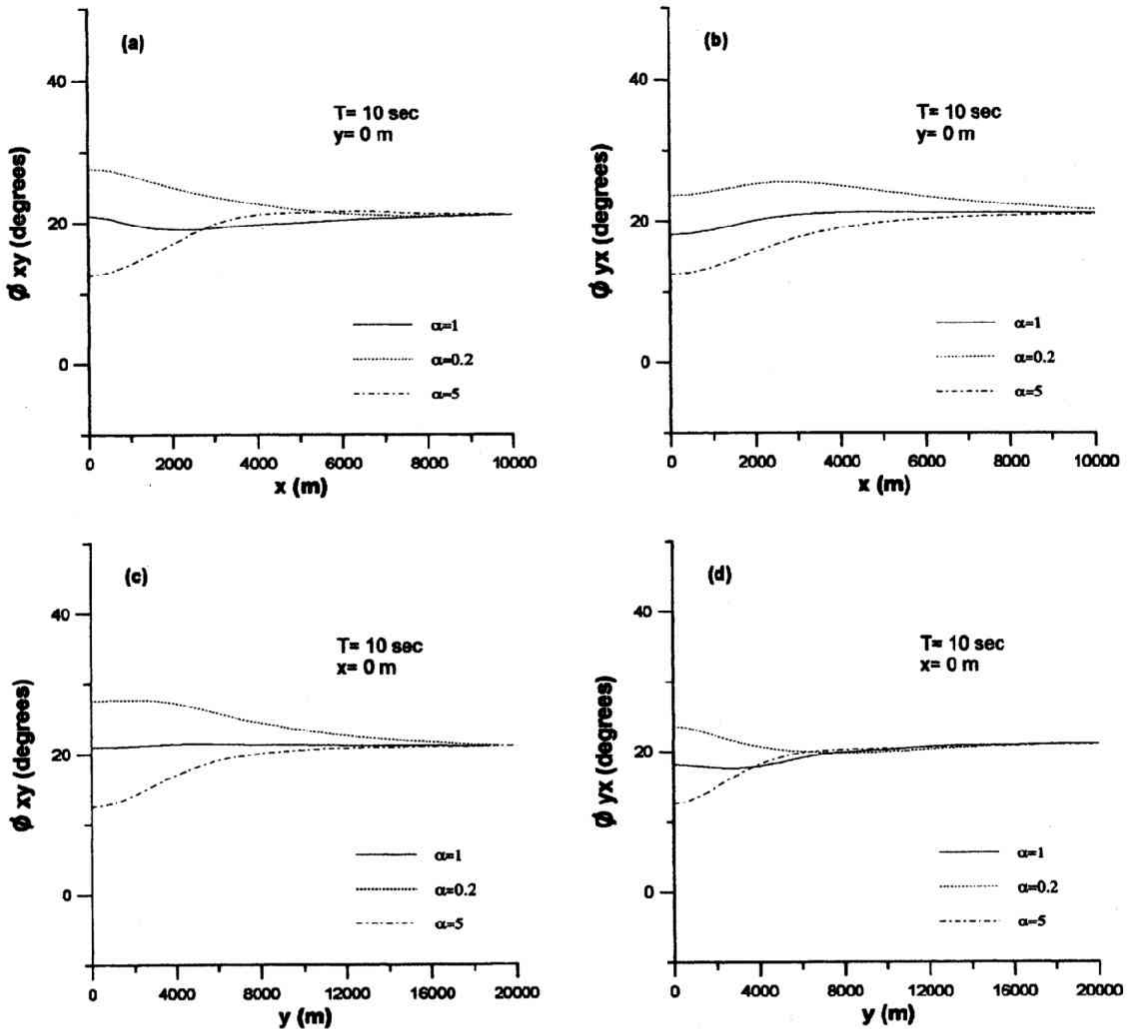 (a)
40
20
0
T= 10 sec
y= 0 m
ϕ xy (degrees)
α=1
α=0.2
α=5
0 2000 4000 6000 8000 10000
x (m)
(b)
40
20
0
T= 10 sec
y= 0 m
ϕ yx (degrees)
α=1
α=0.2
α=5
0 2000 4000 6000 8000 10000
x (m)
(c)
40
20
0
T= 10 sec
x= 0 m
ϕ xy (degrees)
α=1
α=0.2
α=5
0 4000 8000 12000 16000 20000
y (m)
(d)
40
20
0
T= 10 sec
x= 0 m
ϕ yx (degrees)
α=1
α=0.2
α=5
0 4000 8000 12000 16000 20000
y (m)